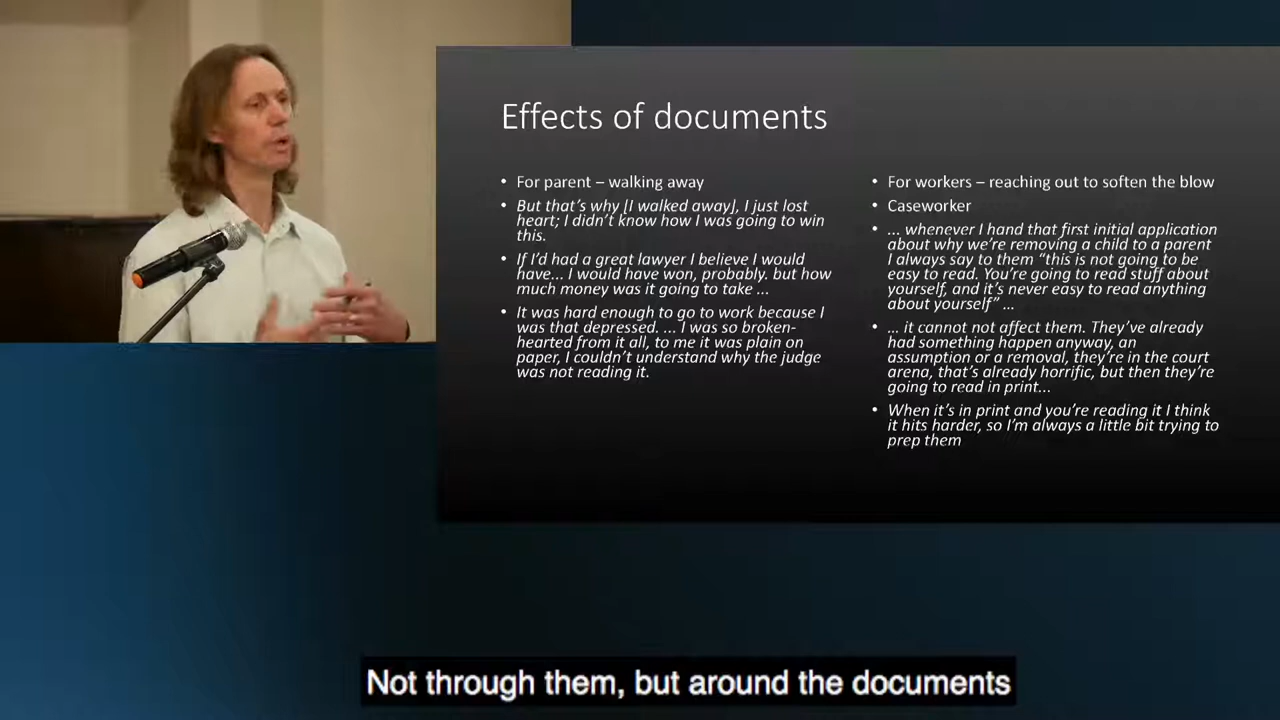 Effects of documents
• For parent – walking away
• But that's why [I walked away], I just lost
heart; I didn't know how I was going to win
this.
• If I'd had a great lawyer I believe I would
have... I would have won, probably. but how
much money was it going to take ...
• It was hard enough to go to work because I
was that depressed. ... I was so broken-
hearted from it all, to me it was plain on
paper, I couldn't understand why the judge
was not reading it.
• For workers – reaching out to soften the blow
• Caseworker
• ... whenever I hand that first initial application
about why we're removing a child to a parent
I always say to them "this is not going to be
easy to read. You're going to read stuff about
yourself, and it's never easy to read anything
about yourself" ...
• ... it cannot not affect them. They've already
had something happen anyway, an
assumption or a removal, they're in the court
arena, that's already horrific, but then they're
going to read in print...
• When it's in print and you're reading it I think
it hits harder, so I'm always a little bit trying to
prep them
Not through them, but around the documents